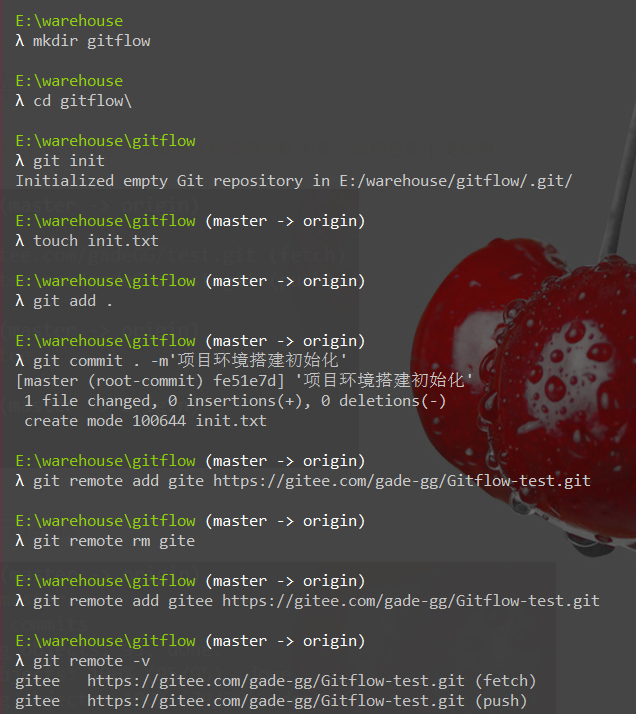 E:\warehouse
λ mkdir gitflow
E:\warehouse
λ cd gitflow\
E:\warehouse\gitflow
λ git init
Initialized empty Git repository in E:/warehouse/gitflow/.git/
E:\warehouse\gitflow (master -> origin)
λ touch init.txt
E:\warehouse\gitflow (master -> origin)
λ git add .
E:\warehouse\gitflow (master -> origin)
λ git commit . -m'项目环境搭建初始化'
[master (root-commit) fe51e7d] '项目环境搭建初始化'
1 file changed, 0 insertions(+), 0 deletions(-)
create mode 100644 init.txt
E:\warehouse\gitflow (master -> origin)
λ git remote add gite https://gitee.com/gade-gg/Gitflow-test.git
E:\warehouse\gitflow (master -> origin)
λ git remote rm gite
E:\warehouse\gitflow (master -> origin)
λ git remote add gitee https://gitee.com/gade-gg/Gitflow-test.git
E:\warehouse\gitflow (master -> origin)
λ git remote -v
gitee   https://gitee.com/gade-gg/Gitflow-test.git (fetch)
gitee   https://gitee.com/gade-gg/Gitflow-test.git (push)